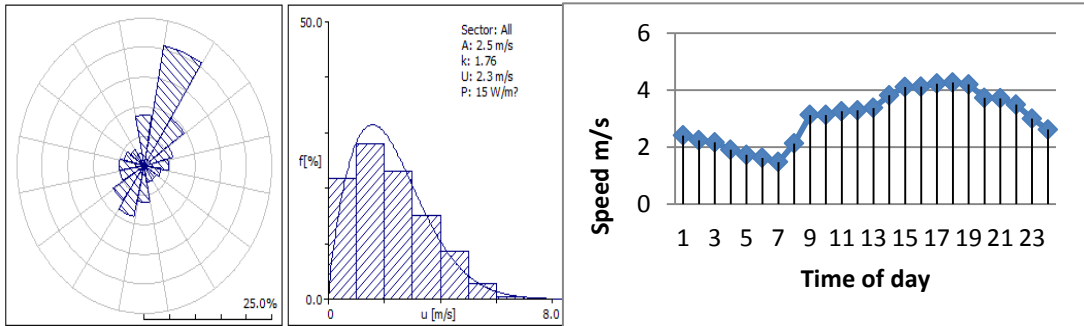 25.0%
50.0
Sector: All
A: 2.5 m/s
k: 1.76
U: 2.3 m/s
P: 15 W/m?
f[%]
0.0
u [m/s]
8.0
6
4
2
0
Speed m/s
1 3 5 7 9 11 13 15 17 19 21 23
Time of day